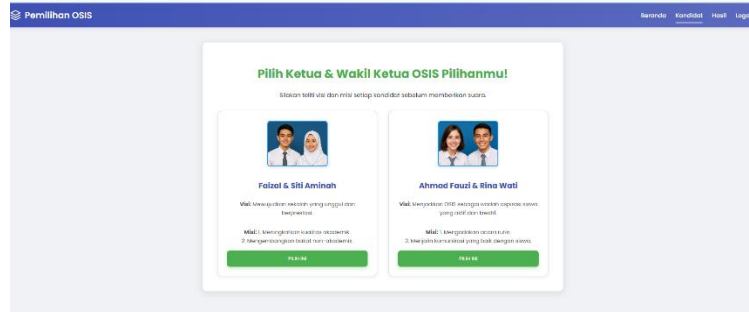 Pemilihan OSIS
Beranda Kandidat Hasil
Pilih Ketua & Wakil Ketua OSIS Pilihanmu!
Silakan teliti visi dan misi setiap kandidat sebelum memberikan suara.
Faizal & Siti Aminah
Visi: Mewujudkan sekolah yang unggul dan
berprestasi.
Misi: 1. Meningkatkan kualitas akademik.
2. Mengembangkan bakat non-akademis.
PILIH INI
Ahmad Fauzi & Rina Wati
Visi: Menjadikan OSIS sebagai wadah aspirasi siswa
yang aktif dan kreatif.
Misi: 1. Mengadakan acara rutin.
2. Menjalin komunikasi yang baik dengan siswa.
PILIH INI